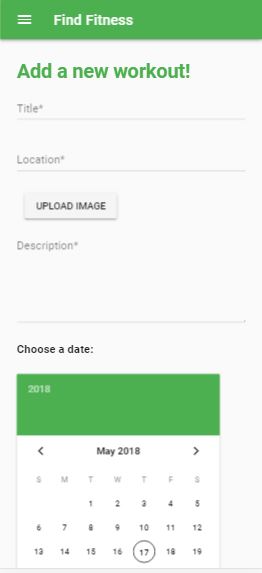 Find Fitness
Add a new workout!
Title*
Location*
UPLOAD IMAGE
Description*
Choose a date:
2018
May 2018
S M T W T F S
1 2 3 4 5
6 7 8 9 10 11 12
13 14 15 16 17 18 19